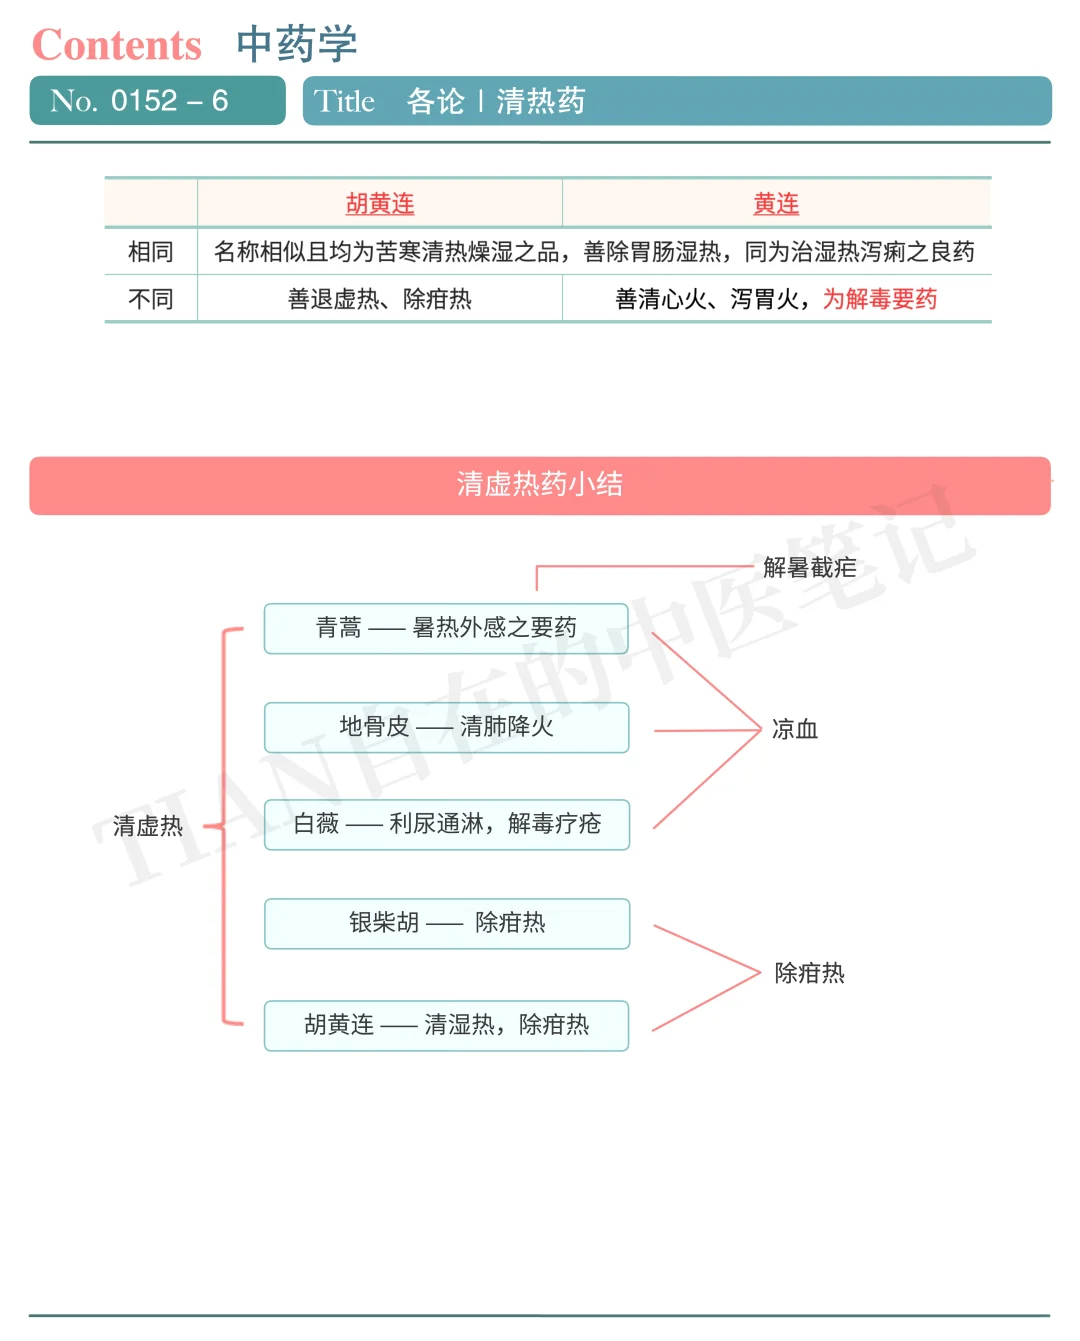 Contents 中药学
No. 0152 – 6
Title 各论 | 清热药
胡黄连 黄连
相同 名称相似且均为苦寒清热燥湿之品，善除胃肠湿热，同为治湿热泻痢之良药
不同 善退虚热、除疳热 善清心火、泻胃火，为解毒要药
清虚热药小结
解暑截疟
青蒿 —— 暑热外感之要药
地骨皮 —— 清肺降火
凉血
白薇 —— 利尿通淋，解毒疗疮
清虚热
银柴胡 —— 除疳热
除疳热
胡黄连 —— 清湿热，除疳热
TIAN自在的中医笔记